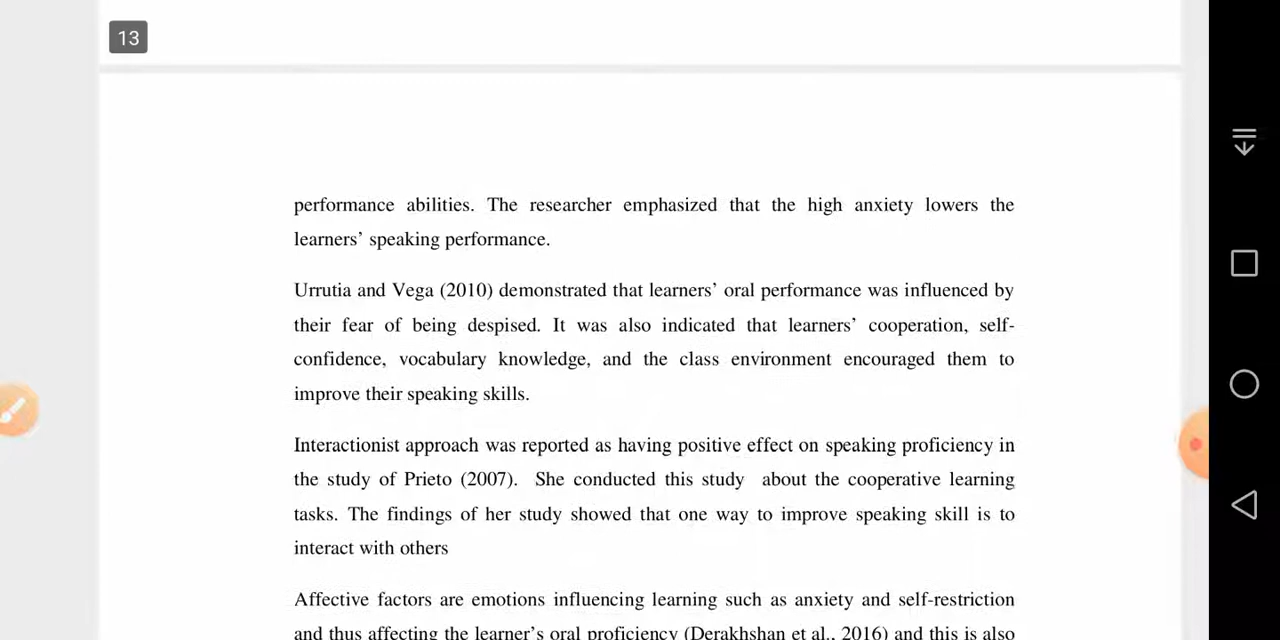 13
performance abilities. The researcher emphasized that the high anxiety lowers the
learners’ speaking performance.
Urrutia and Vega (2010) demonstrated that learners’ oral performance was influenced by
their fear of being despised. It was also indicated that learners’ cooperation, self-
confidence, vocabulary knowledge, and the class environment encouraged them to
improve their speaking skills.
Interactionist approach was reported as having positive effect on speaking proficiency in
the study of Prieto (2007). She conducted this study about the cooperative learning
tasks. The findings of her study showed that one way to improve speaking skill is to
interact with others
Affective factors are emotions influencing learning such as anxiety and self-restriction
and thus affecting the learner’s oral proficiency (Derakhshan et al., 2016) and this is also